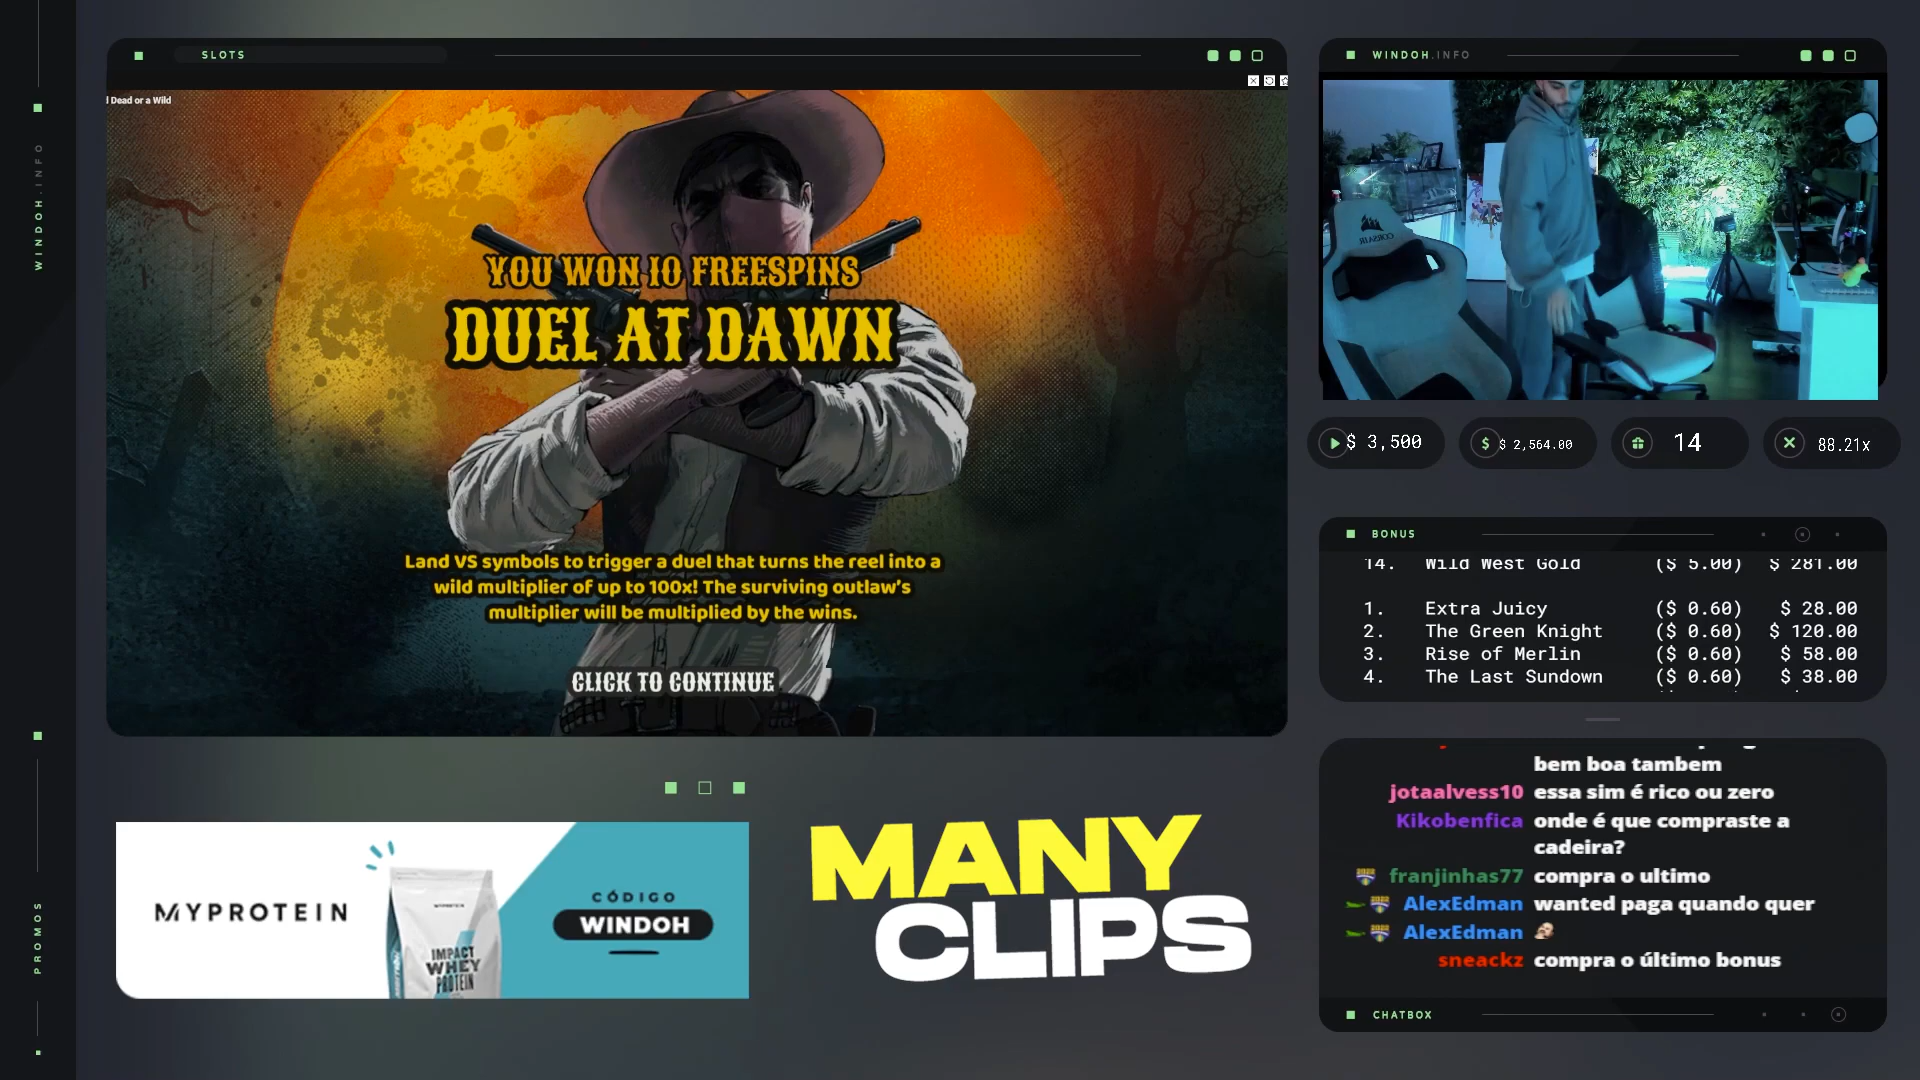 SLOTS
l Dead or a Wild
YOU WON 10 FREESPINS
DUEL AT DAWN
Land VS symbols to trigger a duel that turns the reel into a
wild multiplier of up to 100x! The surviving outlaw's
multiplier will be multiplied by the wins.
CLICK TO CONTINUE
WINDOH.INFO
PROMOS
MYPROTEIN
IMPACT
WHEY
PROTEIN
CÓDIGO
WINDOH
MANY
CLIPS
WINDOH.INFO
CORSAIR
$ 3,500
$ $ 2,564.00
14
88.21x
BONUS
14. Wild West Gold ($ 5.00) $ 281.00
1. Extra Juicy ($ 0.60) $ 28.00
2. The Green Knight ($ 0.60) $ 120.00
3. Rise of Merlin ($ 0.60) $ 58.00
4. The Last Sundown ($ 0.60) $ 38.00
bem boa tambem
jotaalvess10 essa sim é rico ou zero
Kikobenfica onde é que compraste a
cadeira?
franjinhas77 compra o ultimo
AlexEdman wanted paga quando quer
AlexEdman
sneackz compra o último bonus
CHATBOX